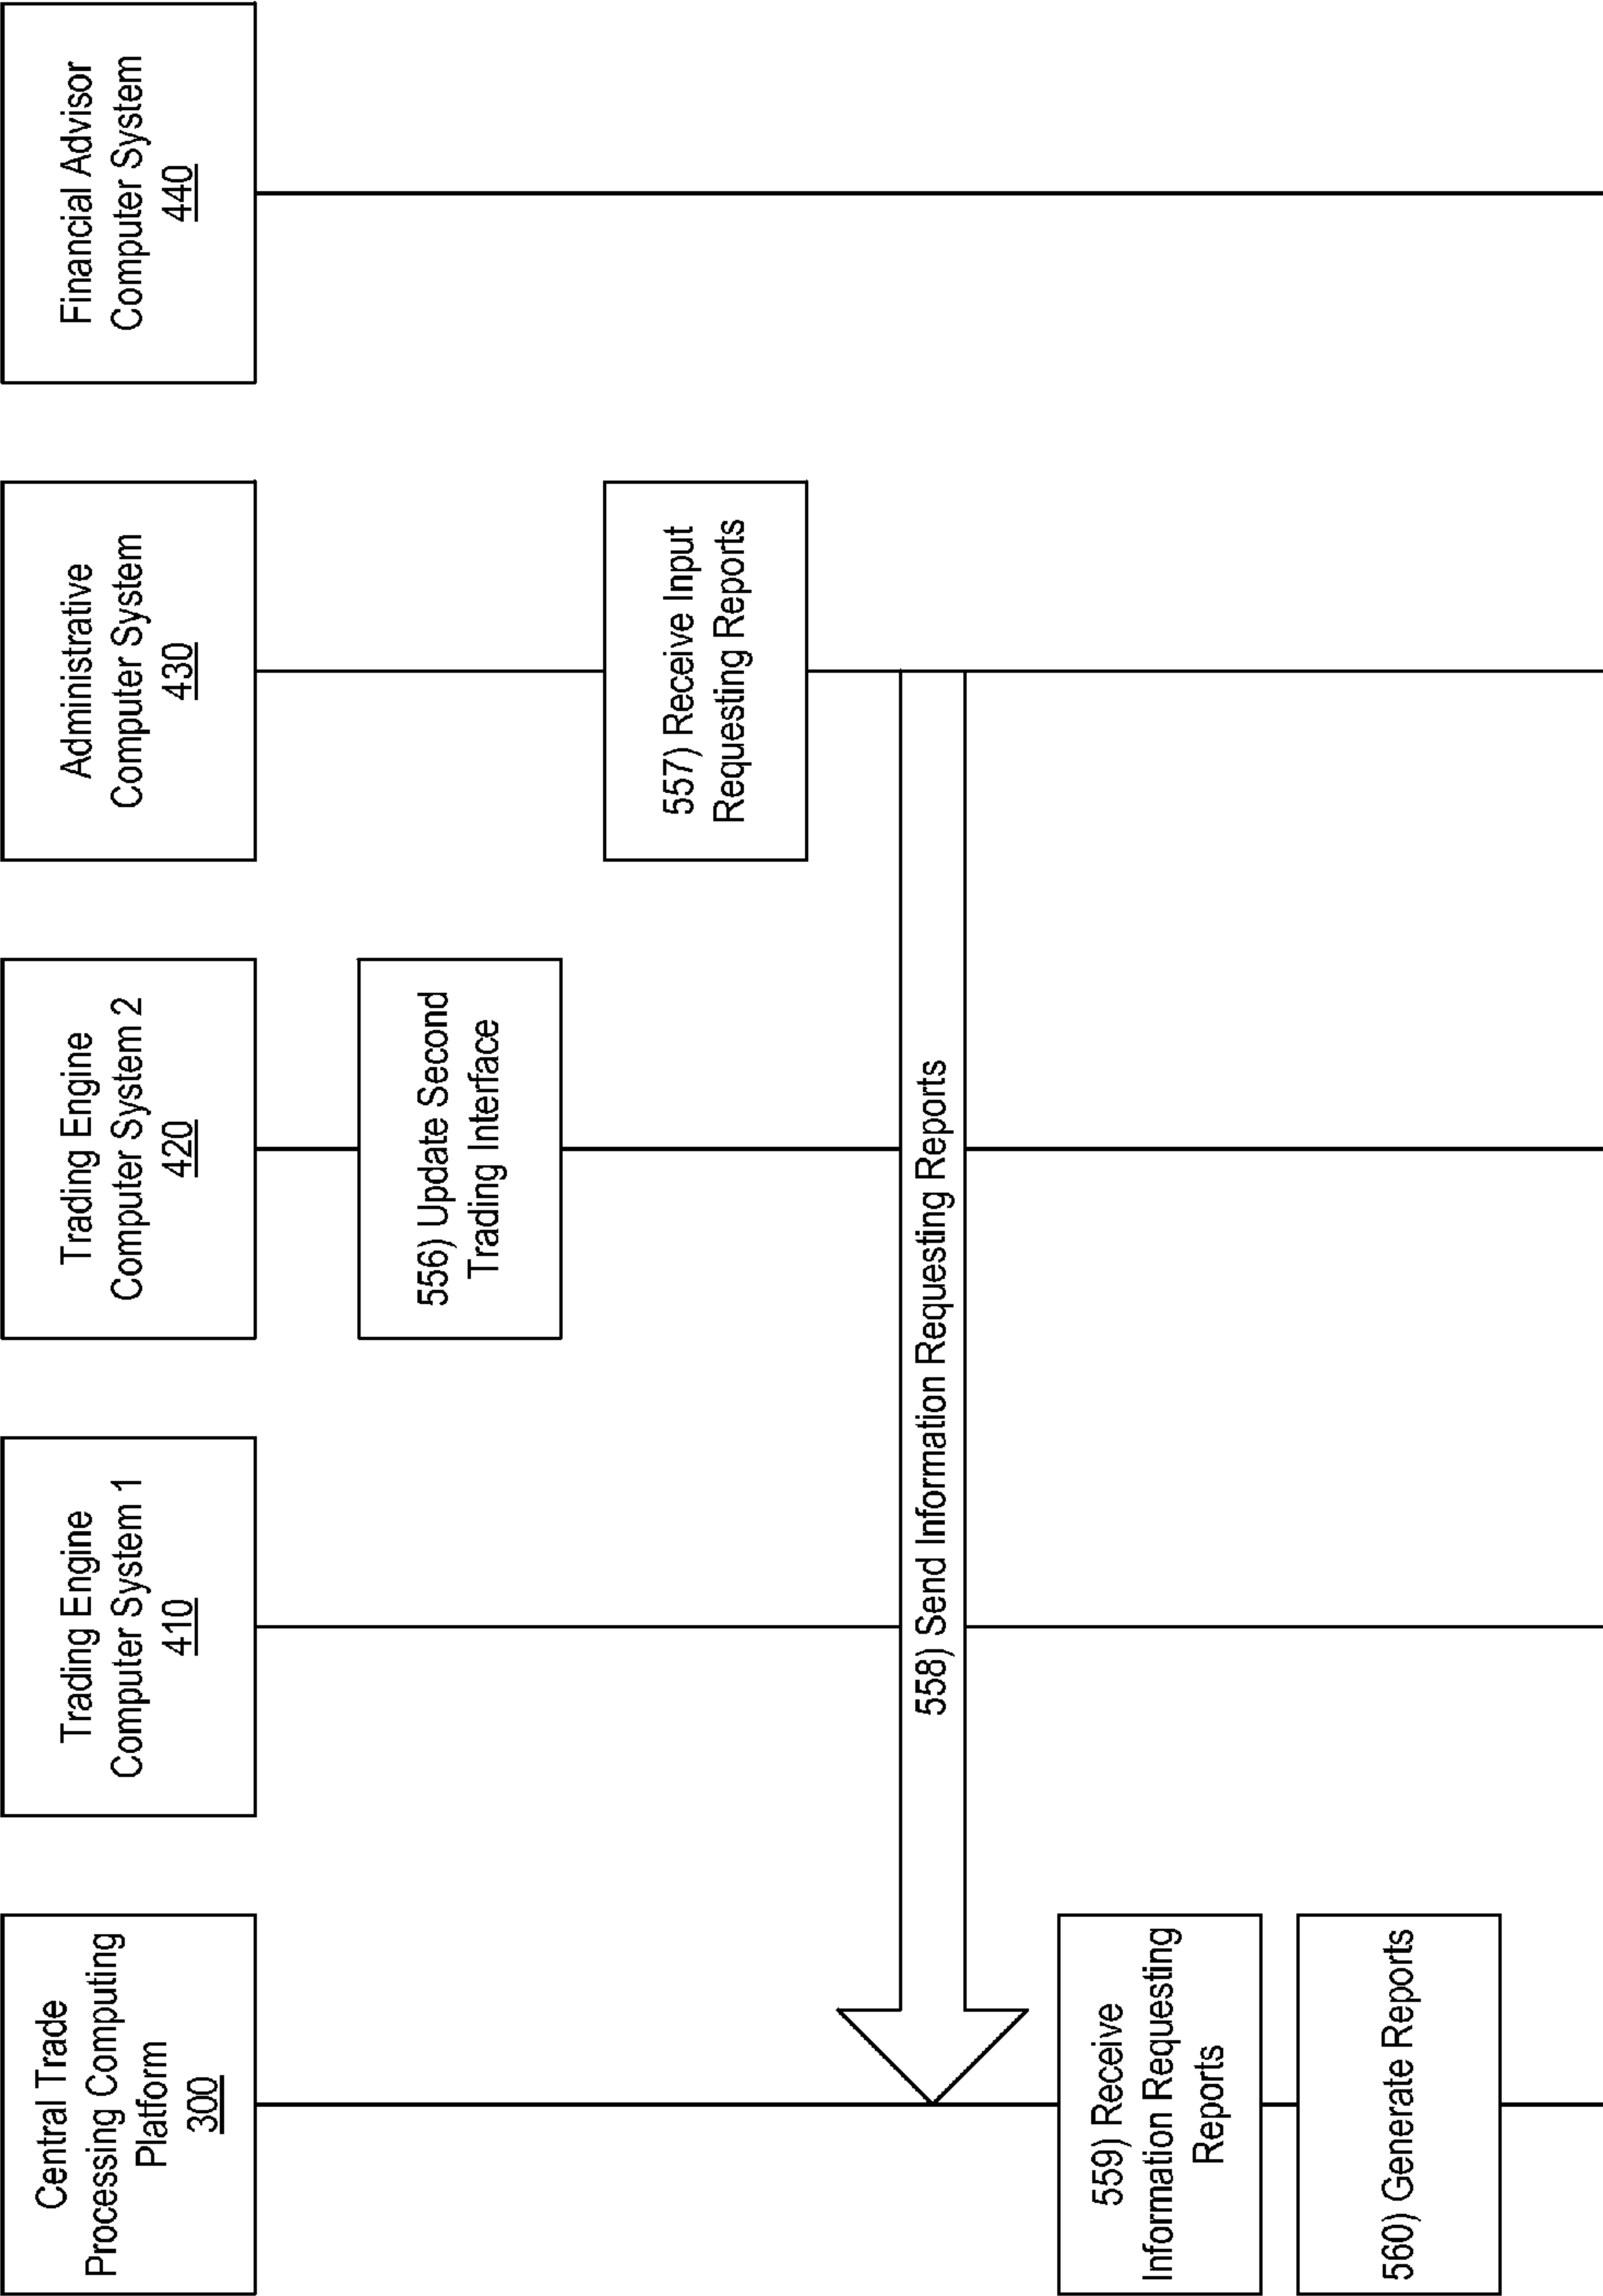 Central Trade
Processing Computing
Platform
300
Trading Engine
Computer System 1
410
Trading Engine
Computer System 2
420
Administrative
Computer System
430
Financial Advisor
Computer System
440
556) Update Second
Trading Interface
557) Receive Input
Requesting Reports
558) Send Information Requesting Reports
559) Receive
Information Requesting
Reports
560) Generate Reports